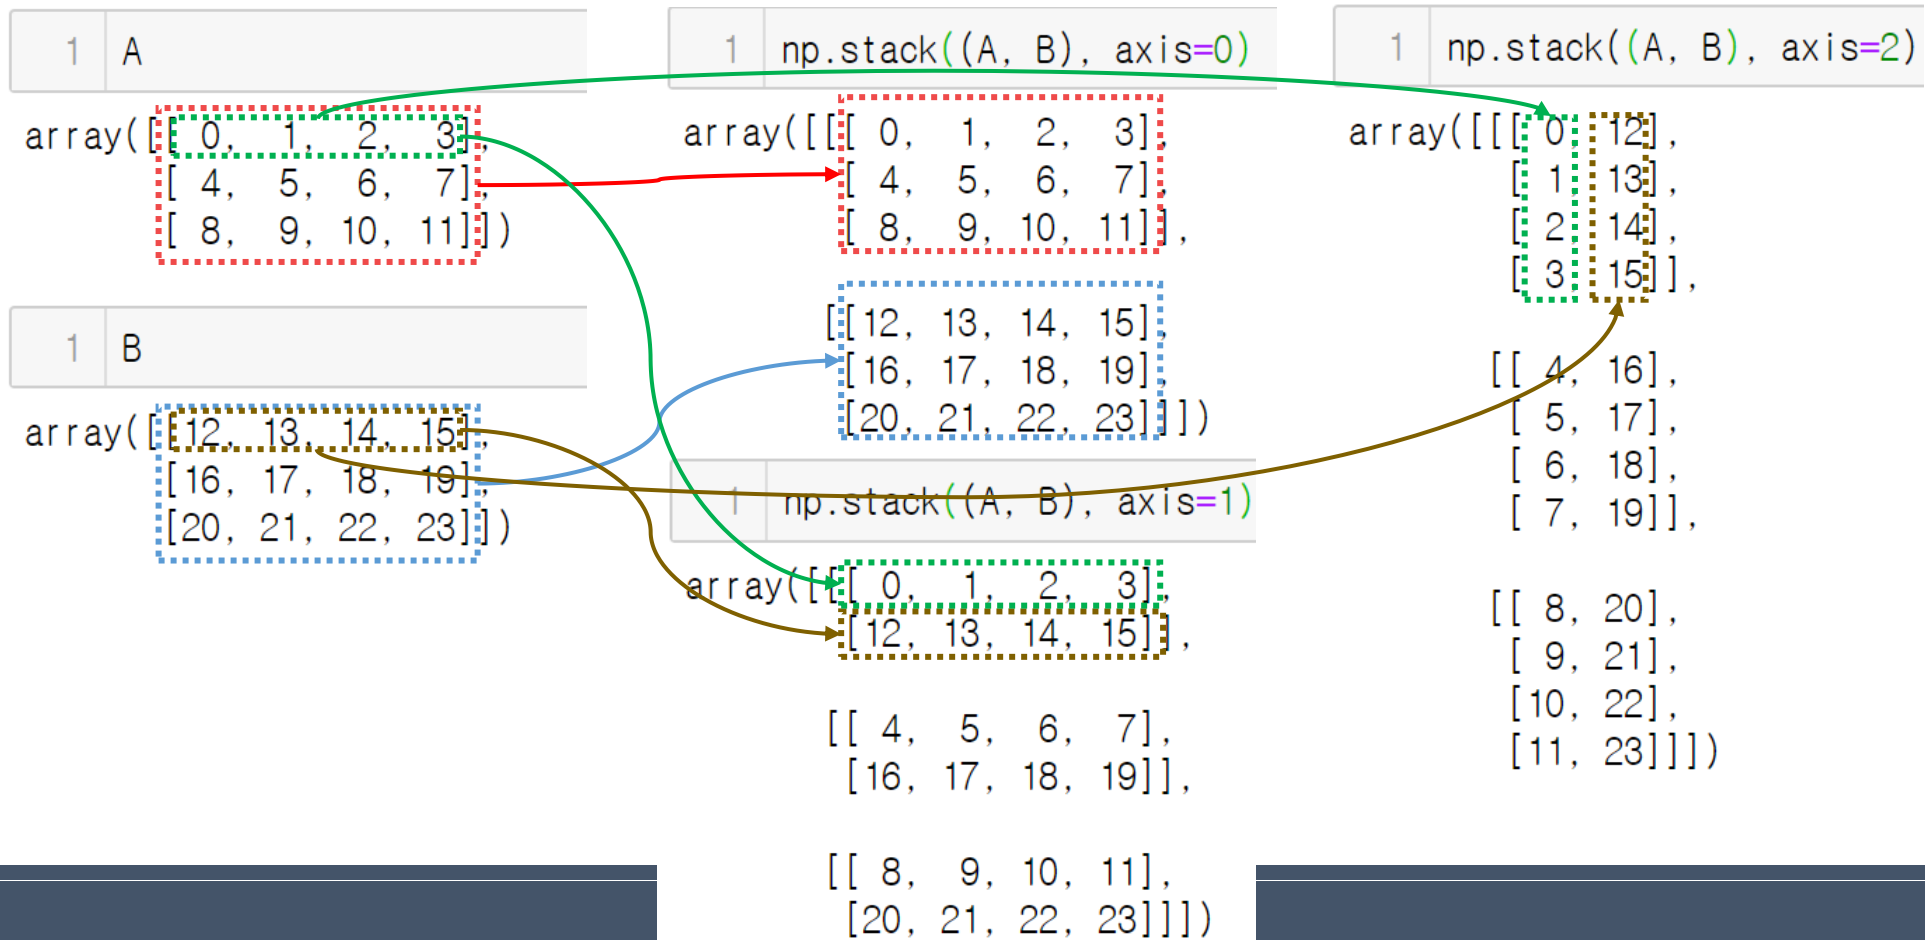 1 A
array([[ 0, 1, 2, 3],
[ 4, 5, 6, 7],
[ 8, 9, 10, 11]])
1 B
array([[12, 13, 14, 15],
[16, 17, 18, 19],
[20, 21, 22, 23]])
1 np.stack((A, B), axis=0)
array([[[ 0, 1, 2, 3],
[ 4, 5, 6, 7],
[ 8, 9, 10, 11]],
[[12, 13, 14, 15],
[16, 17, 18, 19],
[20, 21, 22, 23]]])
1 np.stack((A, B), axis=1)
array([[[ 0, 1, 2, 3],
[12, 13, 14, 15]],
[[ 4, 5, 6, 7],
[16, 17, 18, 19]],
[[ 8, 9, 10, 11],
[20, 21, 22, 23]]])
1 np.stack((A, B), axis=2)
array([[[ 0, 12],
[ 1, 13],
[ 2, 14],
[ 3, 15]],
[[ 4, 16],
[ 5, 17],
[ 6, 18],
[ 7, 19]],
[[ 8, 20],
[ 9, 21],
[10, 22],
[11, 23]]])